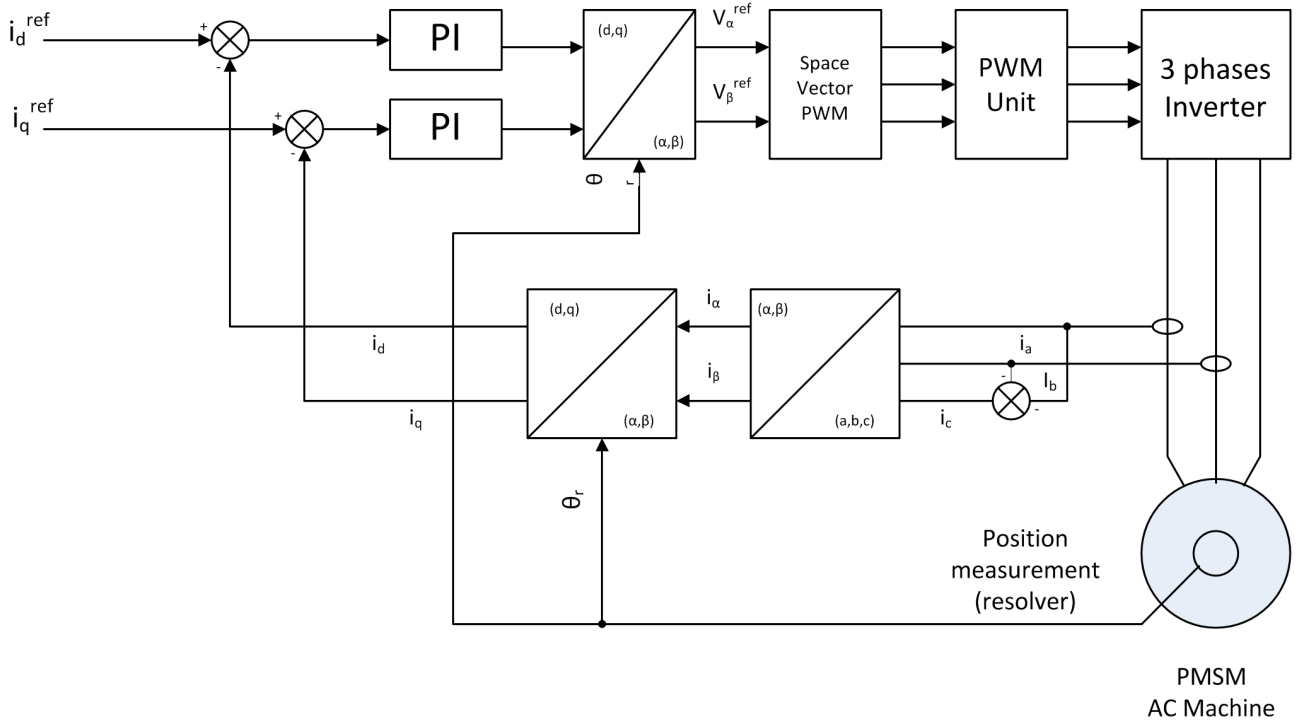 i_d^ref
+
-
PI
(d,q)
(α,β)
V_α^ref
V_β^ref
Space
Vector
PWM
PWM
Unit
3 phases
Inverter
i_q^ref
+
-
PI
θ r
(d,q)
(α,β)
i_α
i_β
(α,β)
(a,b,c)
i_a
-
I_b
-
i_c
i_d
i_q
θ_r
Position
measurement
(resolver)
PMSM
AC Machine